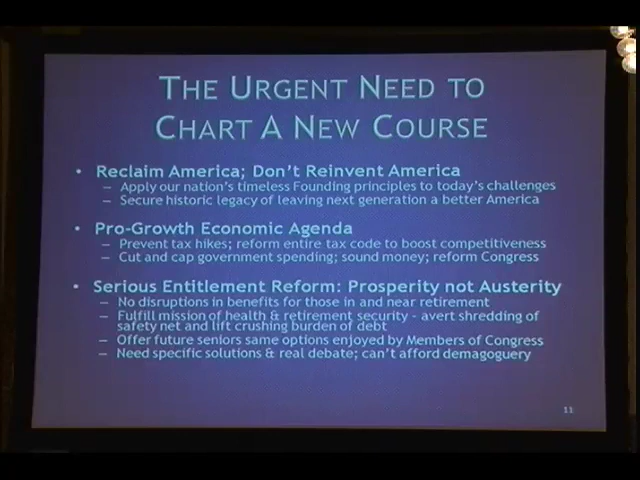 THE URGENT NEED TO
CHART A NEW COURSE
• Reclaim America; Don't Reinvent America
– Apply our nation's timeless Founding principles to today's challenges
– Secure historic legacy of leaving next generation a better America
• Pro-Growth Economic Agenda
– Prevent tax hikes; reform entire tax code to boost competitiveness
– Cut and cap government spending; sound money; reform Congress
• Serious Entitlement Reform: Prosperity not Austerity
– No disruptions in benefits for those in and near retirement
– Fulfill mission of health & retirement security – avert shredding of
safety net and lift crushing burden of debt
– Offer future seniors same options enjoyed by Members of Congress
– Need specific solutions & real debate; can't afford demagoguery
11